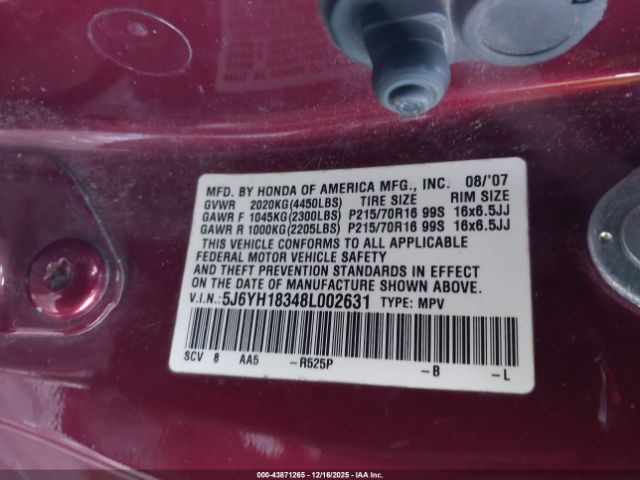 MFD. BY HONDA OF AMERICA MFG., INC. 08/'07
GVWR 2020KG(4450LBS) TIRE SIZE RIM SIZE
GAWR F 1045KG(2300LBS) P215/70R16 99S 16x6.5JJ
GAWR R 1000KG(2205LBS) P215/70R16 99S 16x6.5JJ
THIS VEHICLE CONFORMS TO ALL APPLICABLE
FEDERAL MOTOR VEHICLE SAFETY
AND THEFT PREVENTION STANDARDS IN EFFECT
ON THE DATE OF MANUFACTURE SHOWN ABOVE.
V.I.N.:5J6YH18348L002631 TYPE: MPV
SCV 8 AA5 -R525P -B -L
000-43871265 - 12/16/2025 - Copyright © 2025 IAA, LLC.